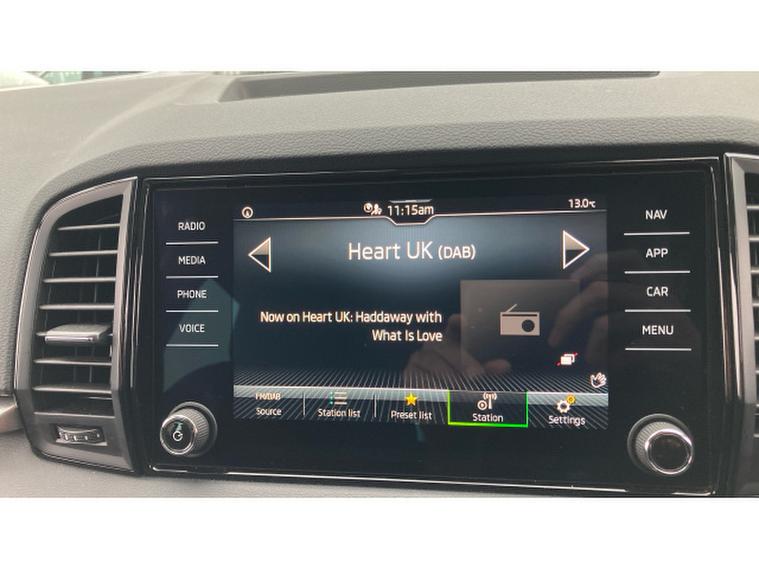 11:15am
13.0°C
RADIO
MEDIA
PHONE
VOICE
Heart UK (DAB)
Now on Heart UK: Haddaway with
What Is Love
NAV
APP
CAR
MENU
FM/DAB
Source
Station list
Preset list
Station
Settings